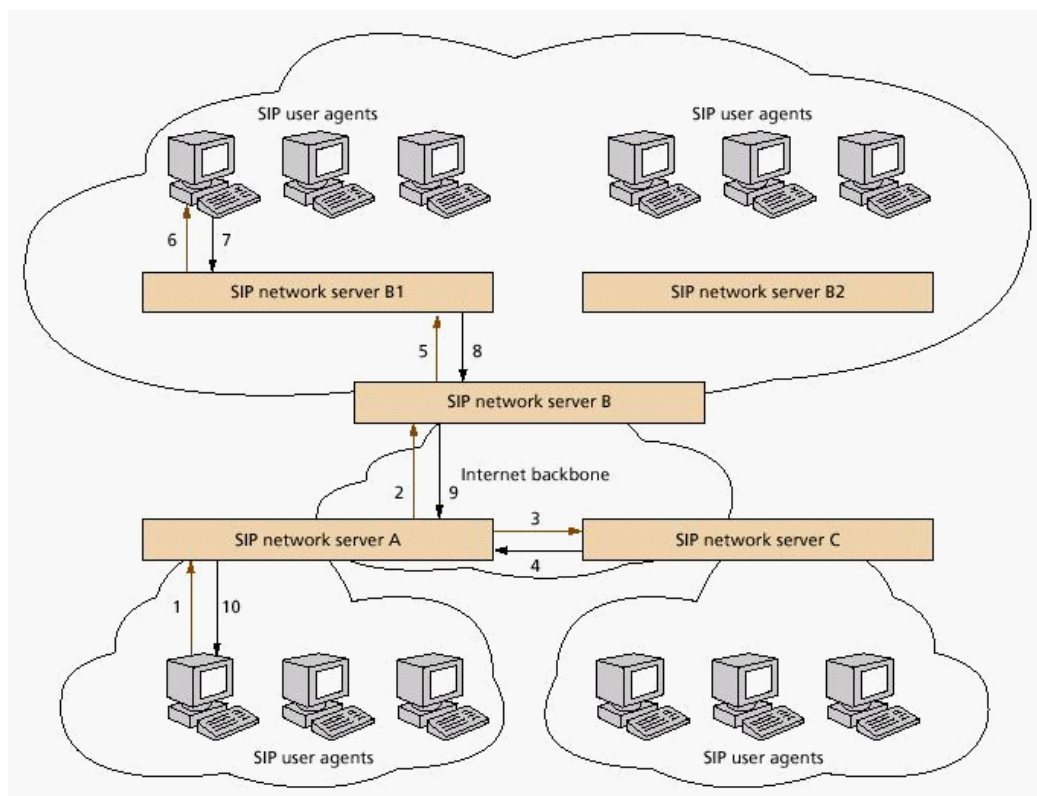 SIP user agents
SIP user agents
6
7
SIP network server B1
SIP network server B2
5
8
SIP network server B
Internet backbone
2
9
3
SIP network server A
SIP network server C
4
1
10
SIP user agents
SIP user agents